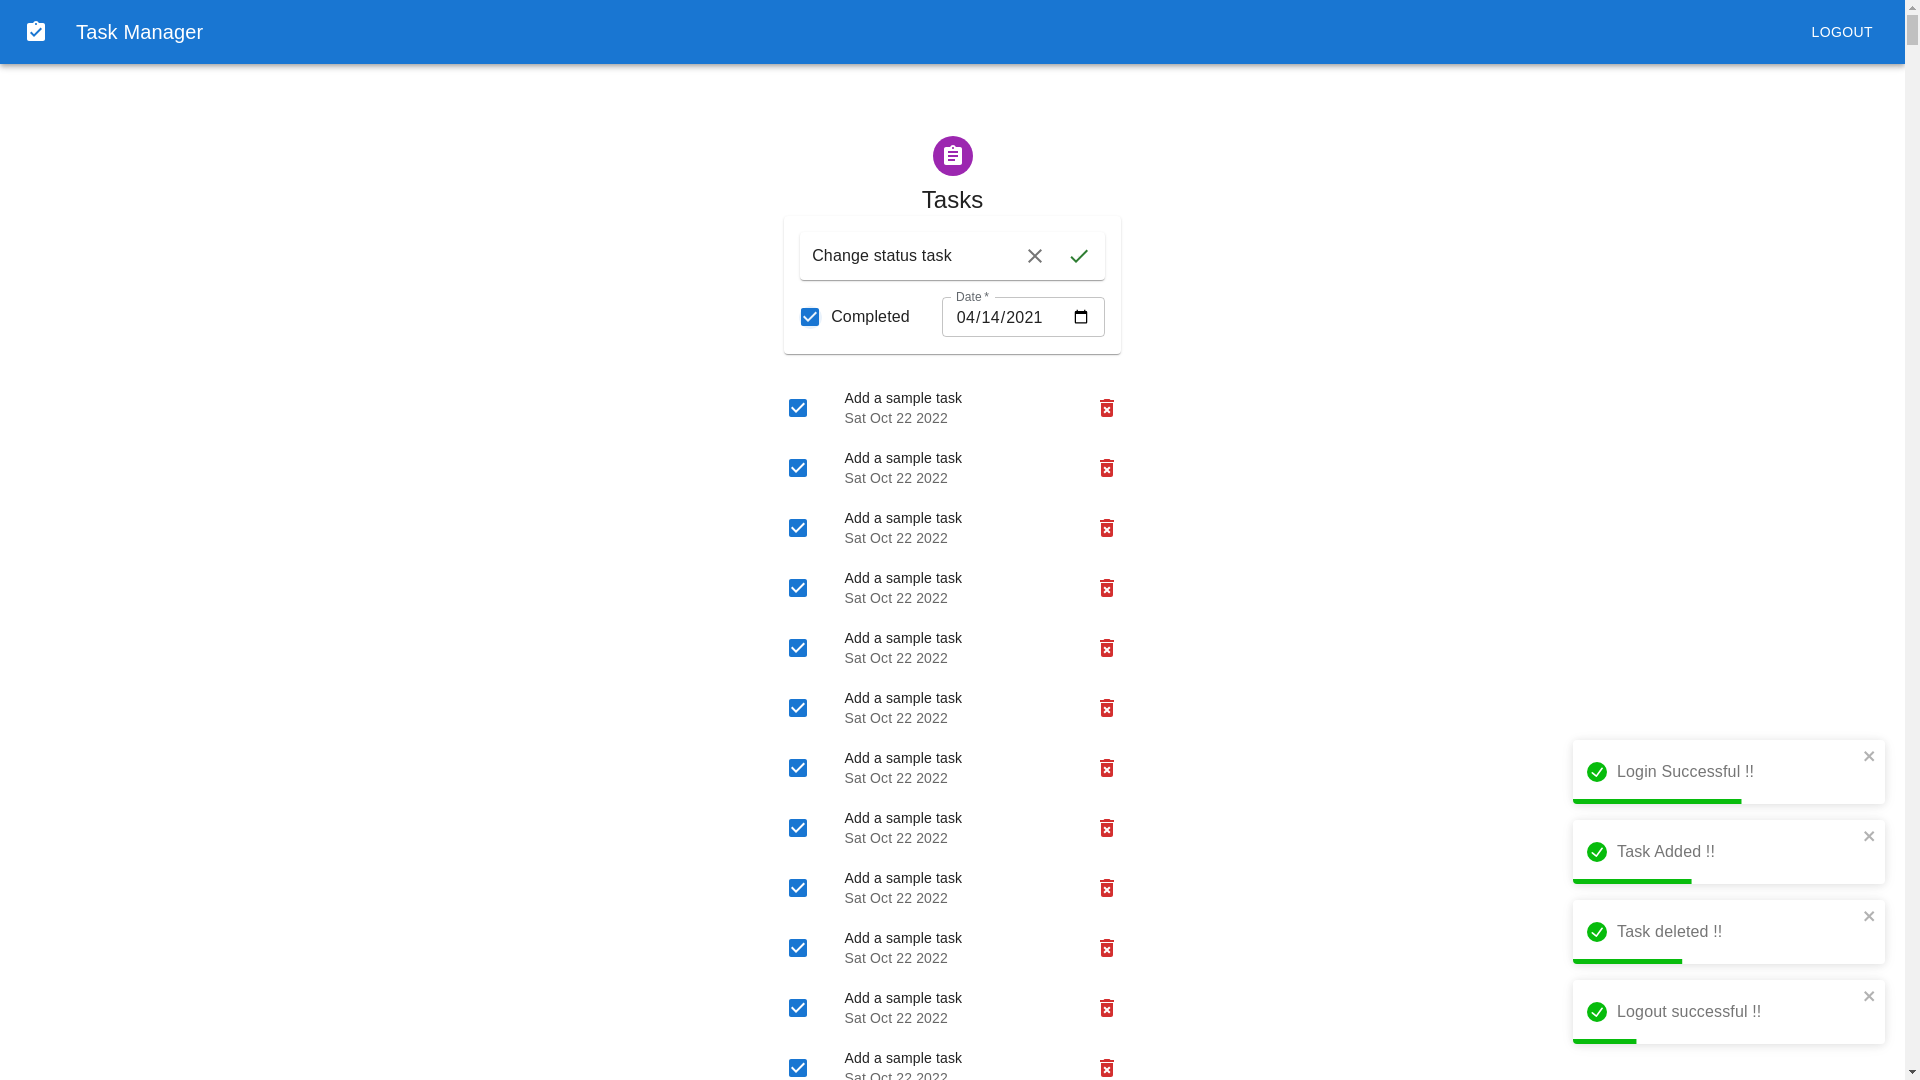 Task Manager
LOGOUT
Tasks
Change status task
Date *
Completed
04/14/2021
Add a sample task
Sat Oct 22 2022
Add a sample task
Sat Oct 22 2022
Add a sample task
Sat Oct 22 2022
Add a sample task
Sat Oct 22 2022
Add a sample task
Sat Oct 22 2022
Add a sample task
Sat Oct 22 2022
Add a sample task
Sat Oct 22 2022
Add a sample task
Sat Oct 22 2022
Add a sample task
Sat Oct 22 2022
Add a sample task
Sat Oct 22 2022
Add a sample task
Sat Oct 22 2022
Add a sample task
Sat Oct 22 2022
Login Successful !!
Task Added !!
Task deleted !!
Logout successful !!